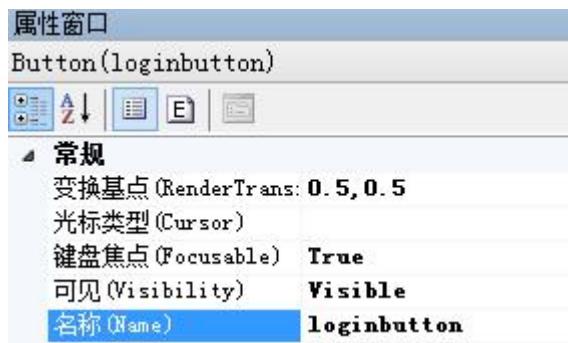 属性窗口
Button(loginbutton)
常规
变换基点(RenderTrans: 0.5,0.5
光标类型(Cursor)
键盘焦点(Focusable) True
可见(Visibility) Visible
名称(Name) loginbutton